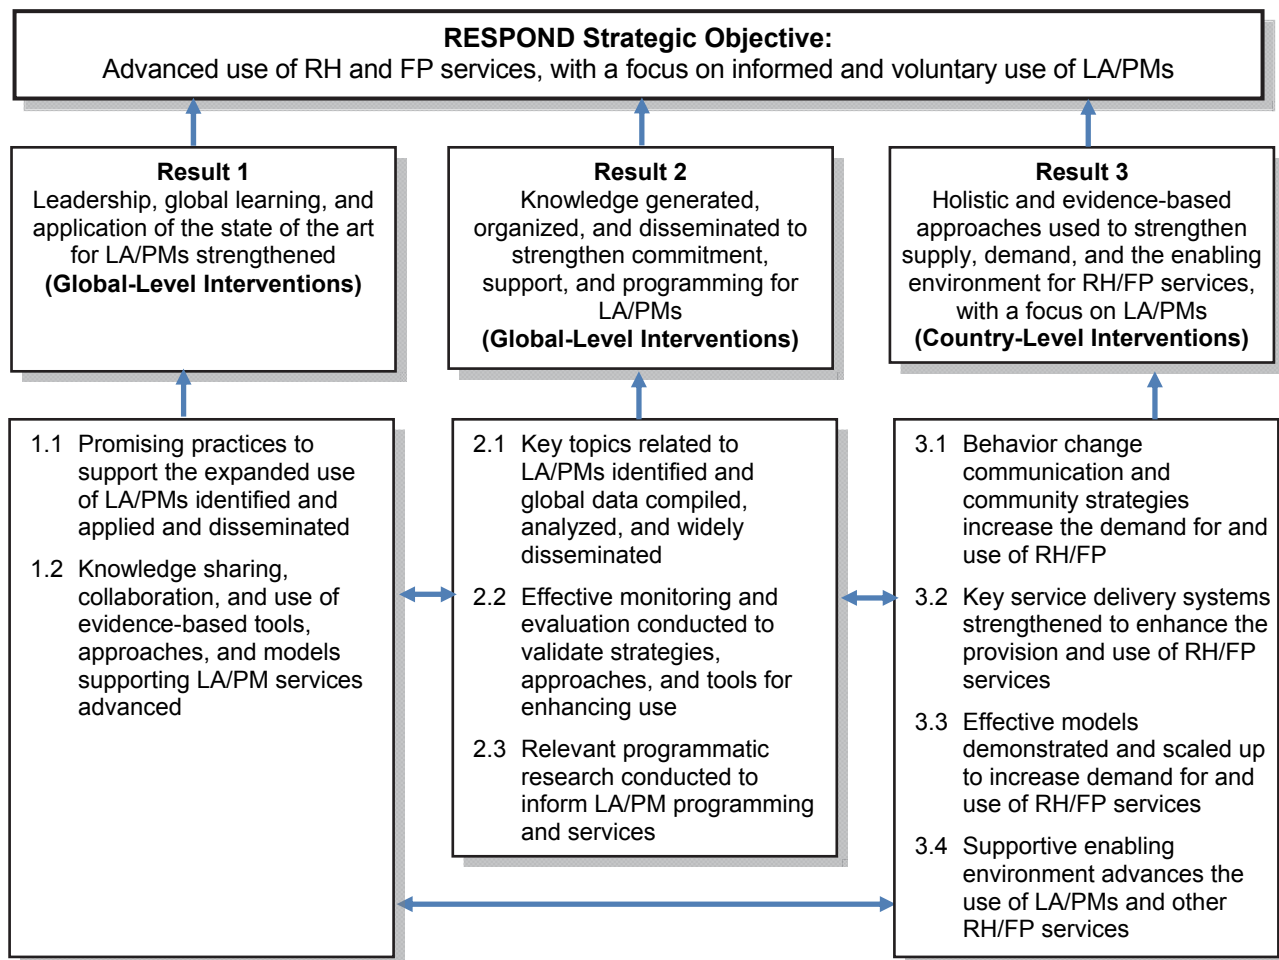 RESPOND Strategic Objective:
Advanced use of RH and FP services, with a focus on informed and voluntary use of LA/PMs
Result 1
Leadership, global learning, and
application of the state of the art
for LA/PMs strengthened
(Global-Level Interventions)
Result 2
Knowledge generated,
organized, and disseminated to
strengthen commitment,
support, and programming for
LA/PMs
(Global-Level Interventions)
Result 3
Holistic and evidence-based
approaches used to strengthen
supply, demand, and the enabling
environment for RH/FP services,
with a focus on LA/PMs
(Country-Level Interventions)
1.1 Promising practices to
support the expanded use
of LA/PMs identified and
applied and disseminated
1.2 Knowledge sharing,
collaboration, and use of
evidence-based tools,
approaches, and models
supporting LA/PM services
advanced
2.1 Key topics related to
LA/PMs identified and
global data compiled,
analyzed, and widely
disseminated
2.2 Effective monitoring and
evaluation conducted to
validate strategies,
approaches, and tools for
enhancing use
2.3 Relevant programmatic
research conducted to
inform LA/PM programming
and services
3.1 Behavior change
communication and
community strategies
increase the demand for and
use of RH/FP
3.2 Key service delivery systems
strengthened to enhance the
provision and use of RH/FP
services
3.3 Effective models
demonstrated and scaled up
to increase demand for and
use of RH/FP services
3.4 Supportive enabling
environment advances the
use of LA/PMs and other
RH/FP services